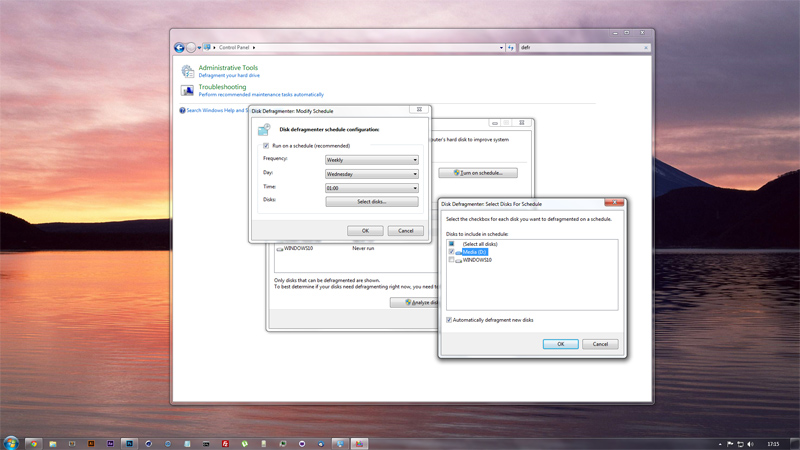 Control Panel
defr
Administrative Tools
Defragment your hard drive
Troubleshooting
Perform recommended maintenance tasks automatically
Search Windows Help and S
Disk Defragmenter: Modify Schedule
Disk defragmenter schedule configuration:
Run on a schedule (recommended)
Frequency: Weekly
Day: Wednesday
Time: 01:00
Disks: Select disks...
OK Cancel
puter's hard disk to improve system
Turn on schedule...
WINDOWS10 Never run
Only disks that can be defragmented are shown.
To best determine if your disks need defragmenting right now, you need to
Analyze disk
Disk Defragmenter: Select Disks For Schedule
Select the checkbox for each disk you want to defragmented on a schedule.
Disks to include in schedule:
(Select all disks)
Media (D:)
WINDOWS10
Automatically defragment new disks
OK Cancel
17:15